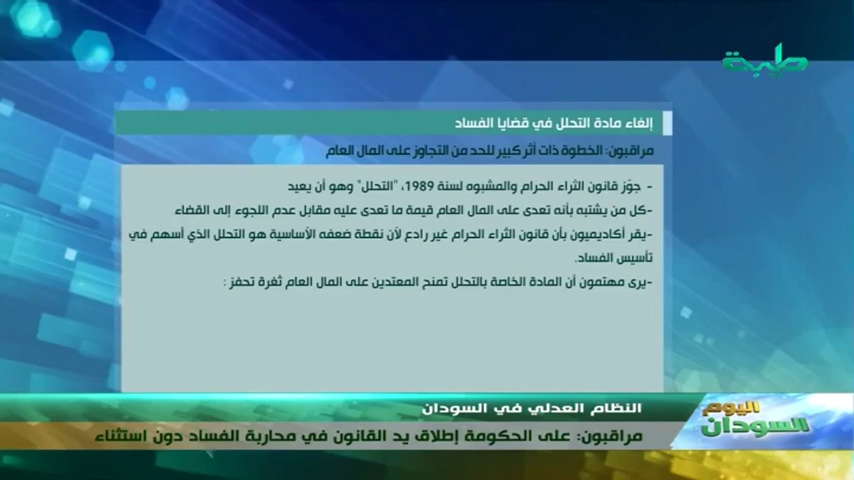 طيبة
إلغاء مادة التحلل في قضايا الفساد
مراقبون: الخطوة ذات أثر كبير للحد من التجاوز على المال العام
- جوّز قانون الثراء الحرام والمشبوه لسنة 1989، "التحلل" وهو أن يعيد
-كل من يشتبه بأنه تعدى على المال العام قيمة ما تعدى عليه مقابل عدم اللجوء إلى القضاء
-يقر أكاديميون بأن قانون الثراء الحرام غير رادع لأن نقطة ضعفه الأساسية هو التحلل الذي أسهم في
تأسيس الفساد.
-يرى مهتمون أن المادة الخاصة بالتحلل تمنح المعتدين على المال العام ثغرة تحفز :
النظام العدلي في السودان
اليوم
السودان
مراقبون: على الحكومة إطلاق يد القانون في محاربة الفساد دون استثناء